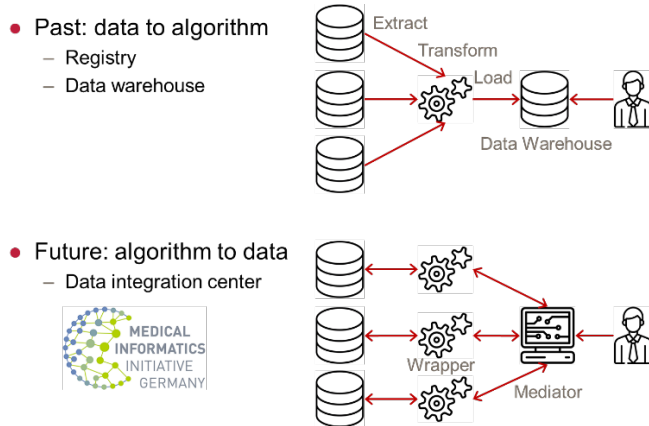 Past: data to algorithm
– Registry
– Data warehouse
Extract
Transform
Load
Data Warehouse
Future: algorithm to data
– Data integration center
MEDICAL
INFORMATICS
INITIATIVE
GERMANY
Wrapper
Mediator